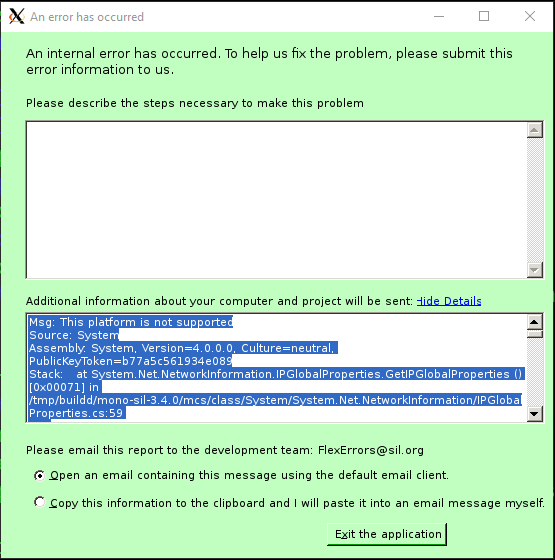 An error has occurred
An internal error has occurred. To help us fix the problem, please submit this
error information to us.
Please describe the steps necessary to make this problem
Additional information about your computer and project will be sent: Hide Details
Msg: This platform is not supported
Source: System
Assembly: System, Version=4.0.0.0, Culture=neutral,
PublicKeyToken=b77a5c561934e089
Stack:   at System.Net.NetworkInformation.IPGlobalProperties.GetIPGlobalProperties ()
[0x00071] in
/tmp/buildd/mono-sil-3.4.0/mcs/class/System/System.Net.NetworkInformation/IPGlobal
Properties.cs:59
Please email this report to the development team: FlexErrors@sil.org
Open an email containing this message using the default email client.
Copy this information to the clipboard and I will paste it into an email message myself.
Exit the application